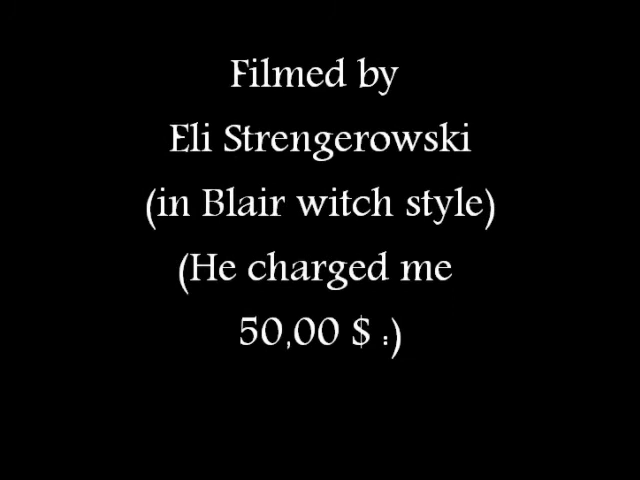 Filmed by
Eli Strengerowski
(in Blair witch style)
(He charged me
50,00 $ :)